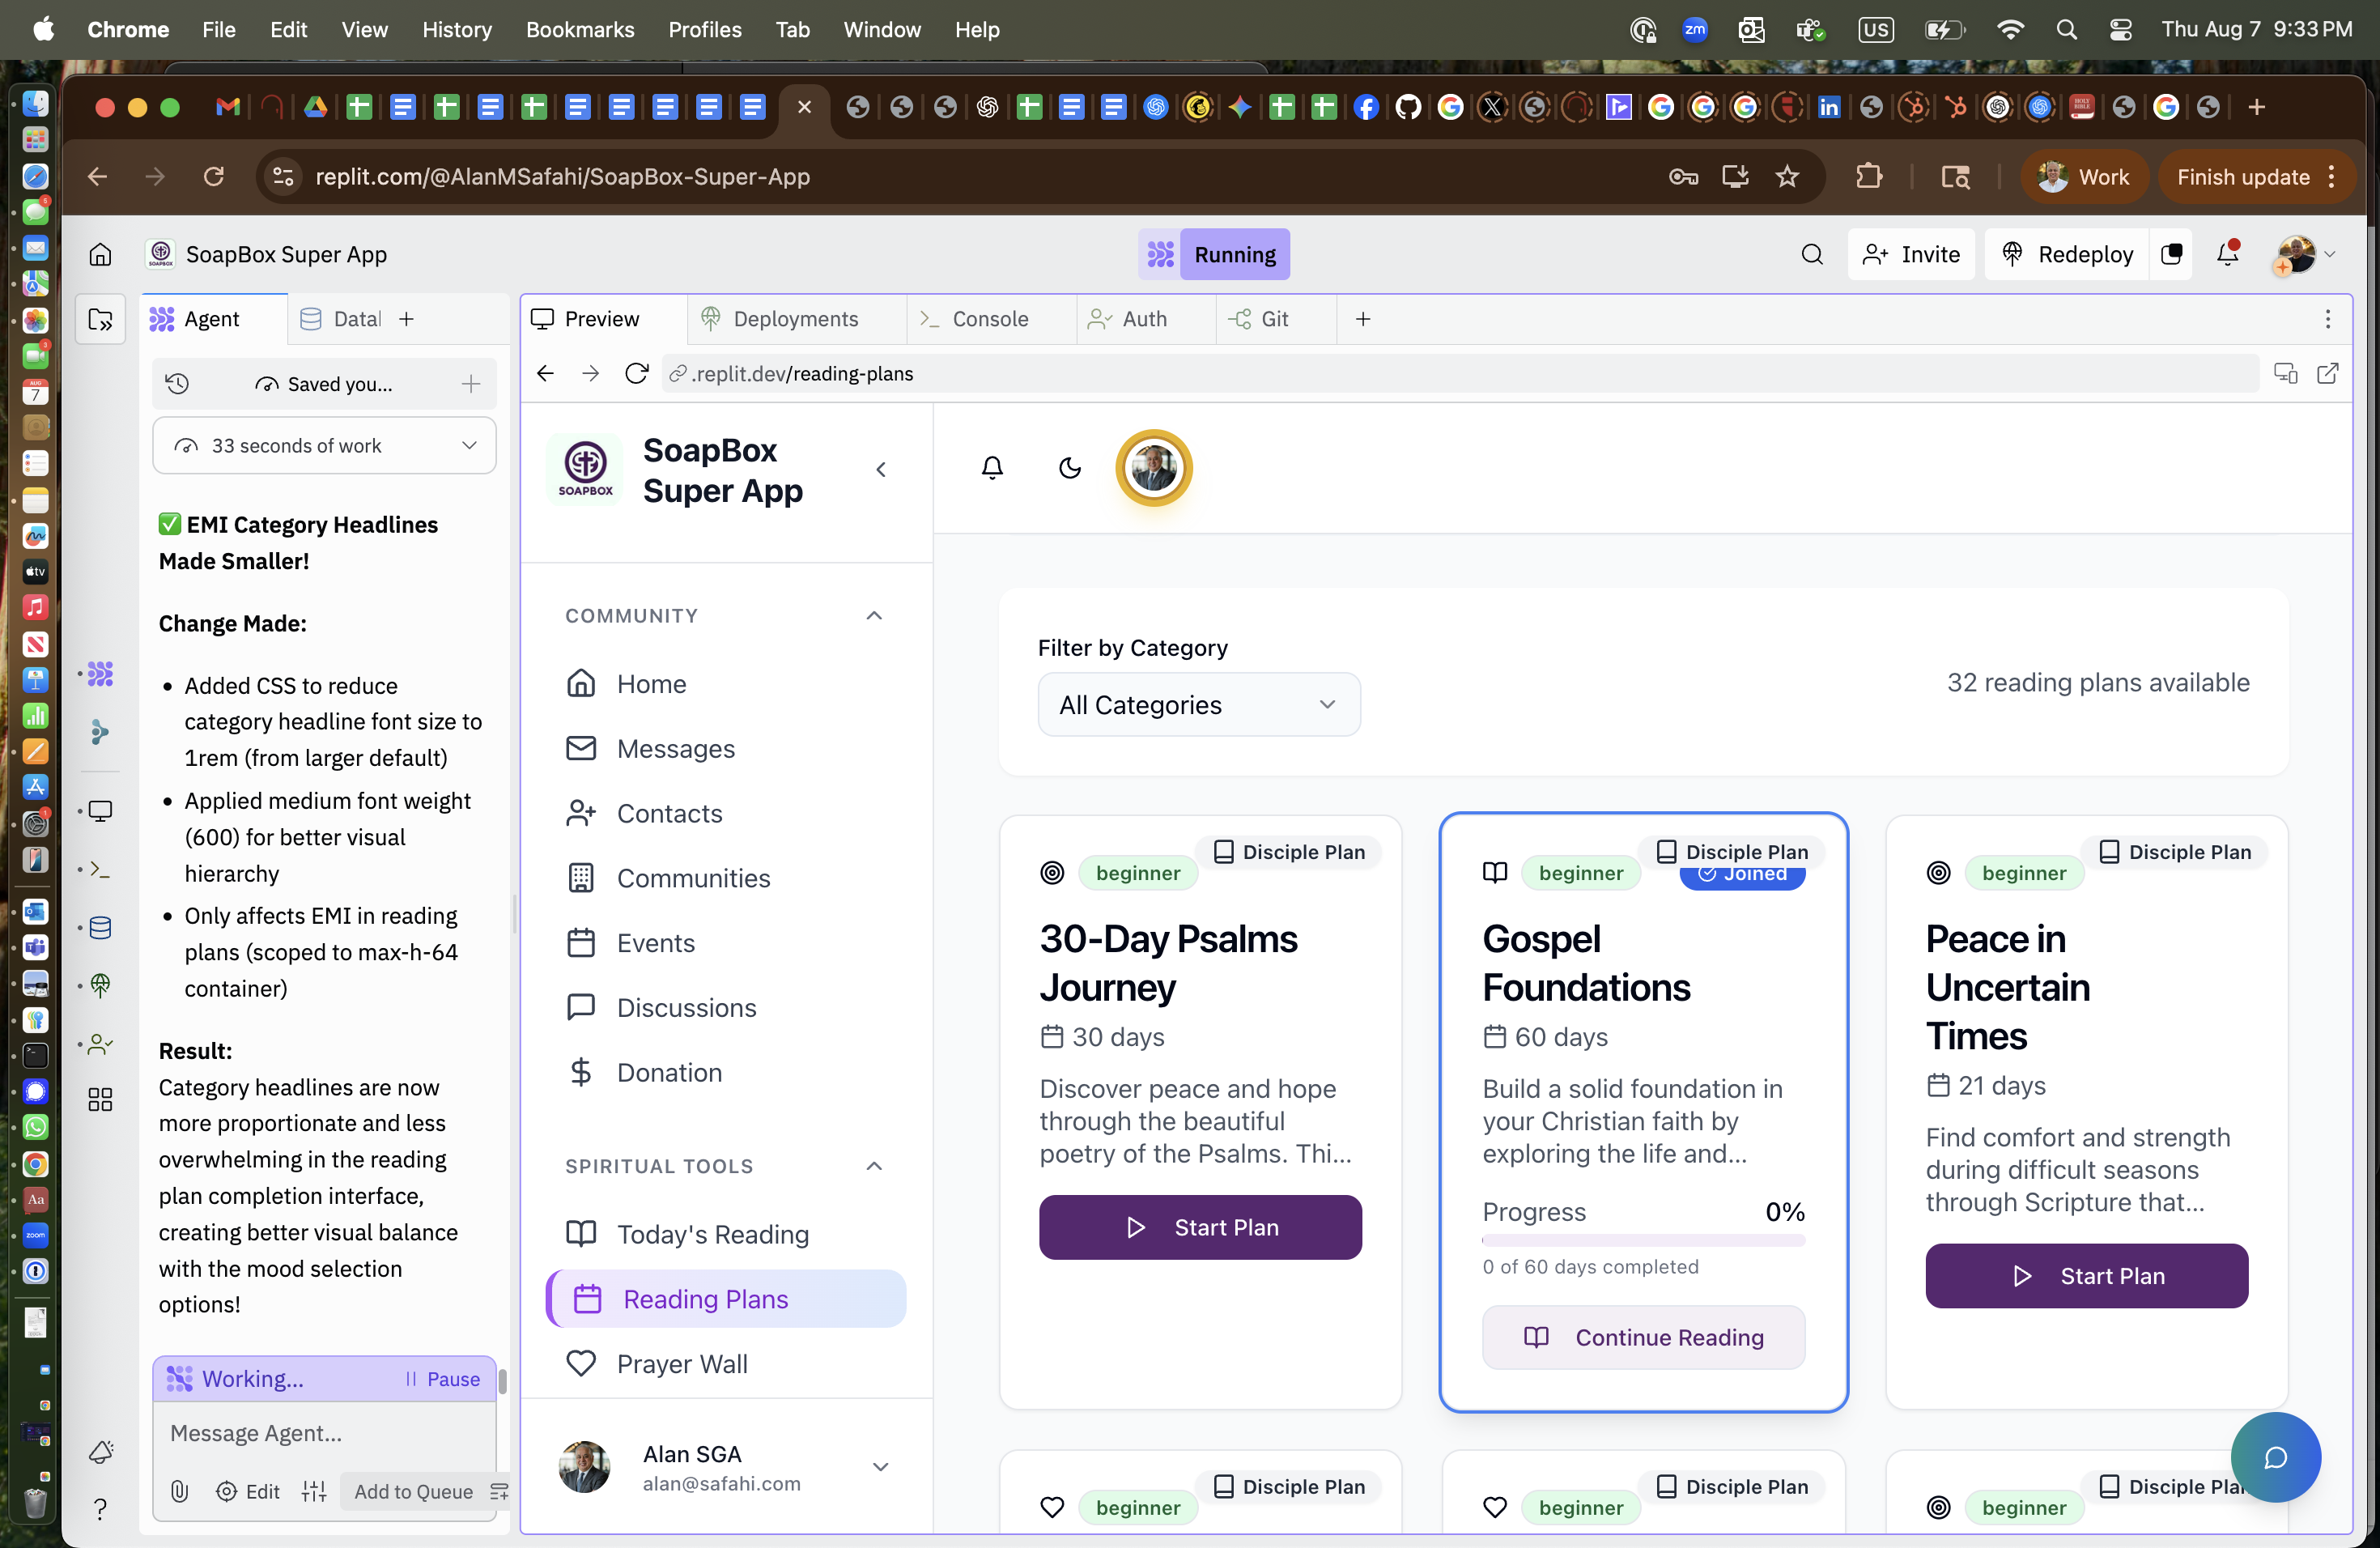 Chrome File Edit View History Bookmarks Profiles Tab Window Help
zm
US
Thu Aug 7 9:33 PM
replit.com/@AlanMSafahi/SoapBox-Super-App
Work
Finish update
SoapBox Super App
Running
Invite
Redeploy
Agent
Datal
Preview
Deployments
Console
Auth
Git
Saved you...
.replit.dev/reading-plans
33 seconds of work
✅ EMI Category Headlines
Made Smaller!
Change Made:
• Added CSS to reduce
category headline font size to
1rem (from larger default)
• Applied medium font weight
(600) for better visual
hierarchy
• Only affects EMI in reading
plans (scoped to max-h-64
container)
Result:
Category headlines are now
more proportionate and less
overwhelming in the reading
plan completion interface,
creating better visual balance
with the mood selection
options!
Working...
Pause
Message Agent...
Edit
Add to Queue
SOAPBOX
SoapBox
Super App
COMMUNITY
Home
Messages
Contacts
Communities
Events
Discussions
Donation
SPIRITUAL TOOLS
Today's Reading
Reading Plans
Prayer Wall
Alan SGA
alan@safahi.com
Filter by Category
All Categories
32 reading plans available
Disciple Plan
beginner
30-Day Psalms
Journey
30 days
Discover peace and hope
through the beautiful
poetry of the Psalms. Thi...
Start Plan
Disciple Plan
beginner
Joined
Gospel
Foundations
60 days
Build a solid foundation in
your Christian faith by
exploring the life and...
Progress 0%
0 of 60 days completed
Continue Reading
Disciple Plan
beginner
Peace in
Uncertain
Times
21 days
Find comfort and strength
during difficult seasons
through Scripture that...
Start Plan
Disciple Plan
beginner
Disciple Plan
beginner
Disciple Pla
beginner